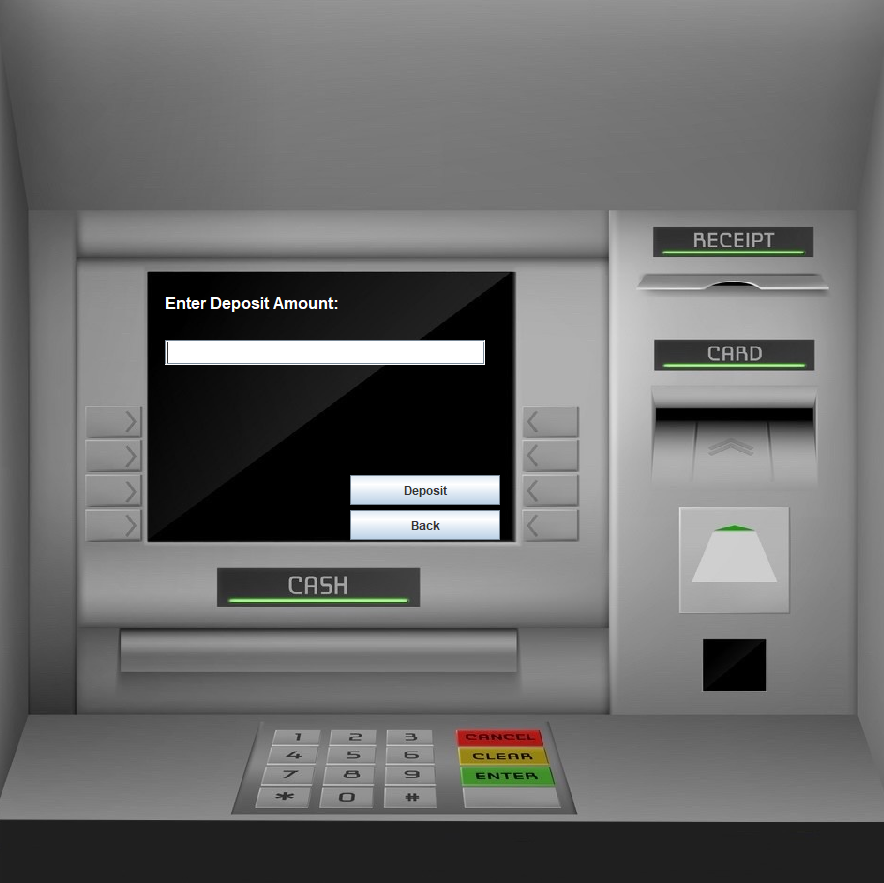 RECEIPT
Enter Deposit Amount:
CARD
Deposit
Back
CASH
1 2 3 CANCEL
4 5 6 CLEAR
7 8 9 ENTER
* 0 #